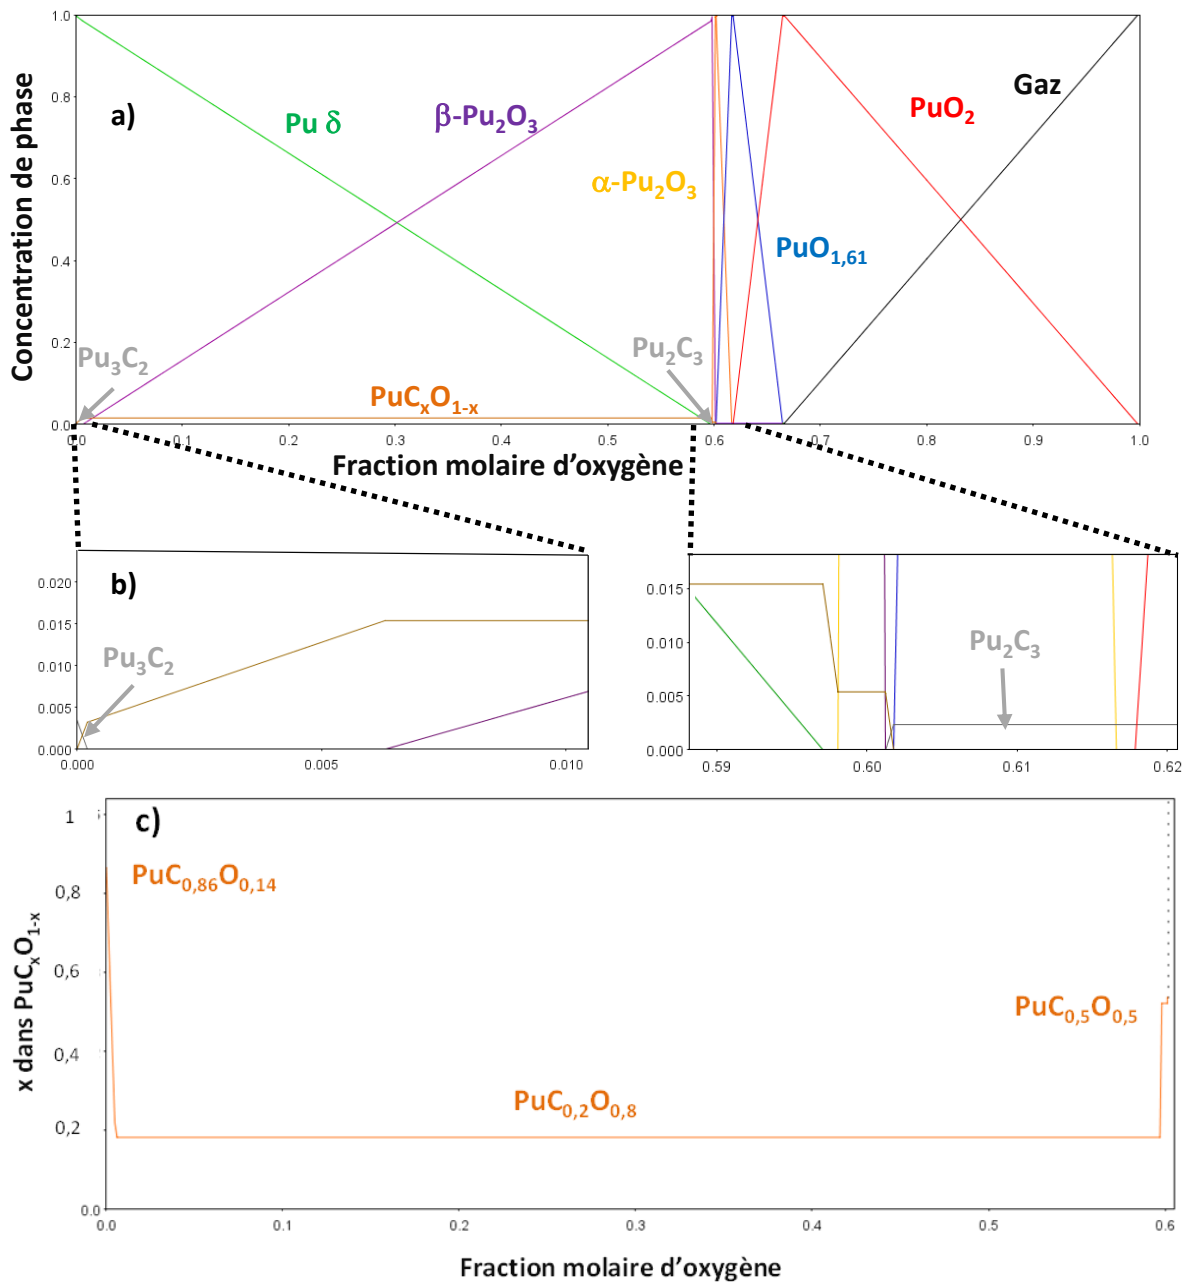 Concentration de phase
1.0
0.8
0.6
0.4
0.2
0.0
a)
Pu δ
β-Pu2O3
α-Pu2O3
PuO1,61
PuO2
Gaz
Pu3C2
Pu2C3
PuCxO1-x
0.0
0.1
0.2
0.3
0.4
0.5
0.6
0.7
0.8
0.9
1.0
Fraction molaire d'oxygène
b)
0.020
0.015
0.010
0.005
0.000
Pu3C2
0.000
0.005
0.010
0.015
0.010
0.005
0.000
Pu2C3
0.59
0.60
0.61
0.62
c)
x dans PuCxO1-x
1
0,8
0,6
0,4
0,2
0.0
PuC0,86O0,14
PuC0,2O0,8
PuC0,5O0,5
0.0
0.1
0.2
0.3
0.4
0.5
0.6
Fraction molaire d'oxygène